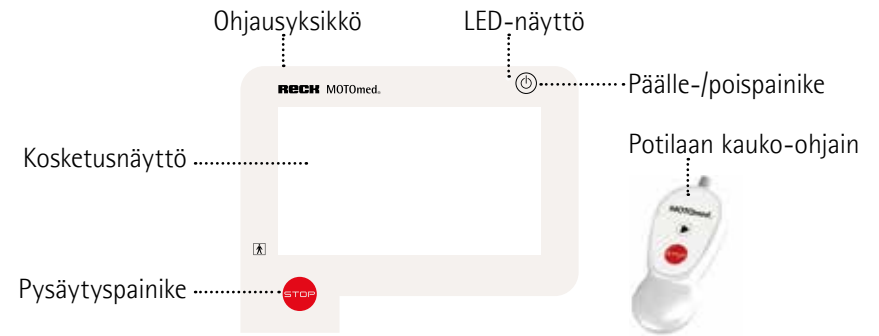 Ohjausyksikkö
LED-näyttö
RECK MOTOmed®
Päälle-/poispainike
Potilaan kauko-ohjain
Kosketusnäyttö
MOTOmed®
STOP
Pysäytyspainike
STOP